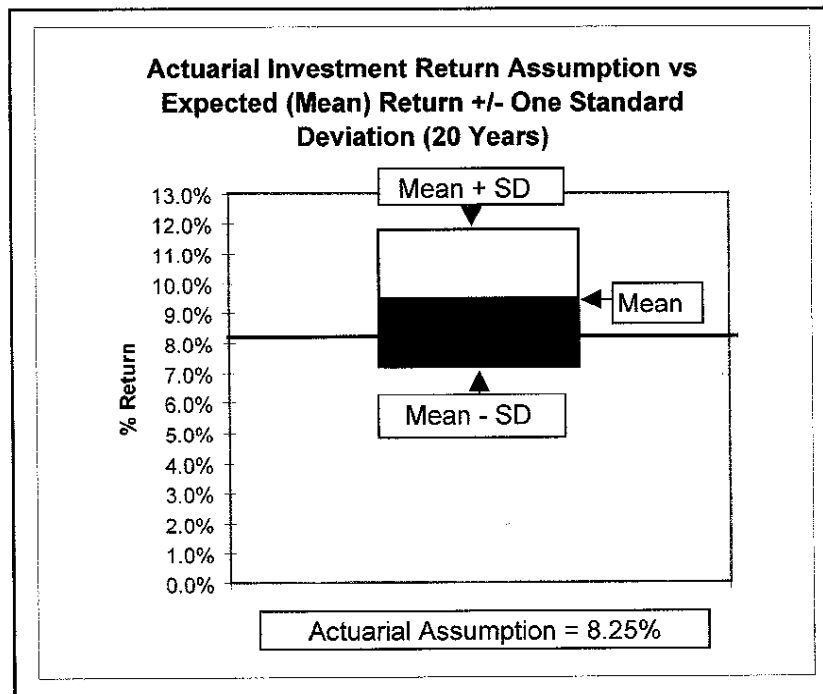 Actuarial Investment Return Assumption vs
Expected (Mean) Return +/- One Standard
Deviation (20 Years)
Mean + SD
13.0%
12.0%
11.0%
10.0%
9.0%
8.0%
7.0%
6.0%
5.0%
4.0%
3.0%
2.0%
1.0%
0.0%
% Return
Mean
Mean - SD
Actuarial Assumption = 8.25%